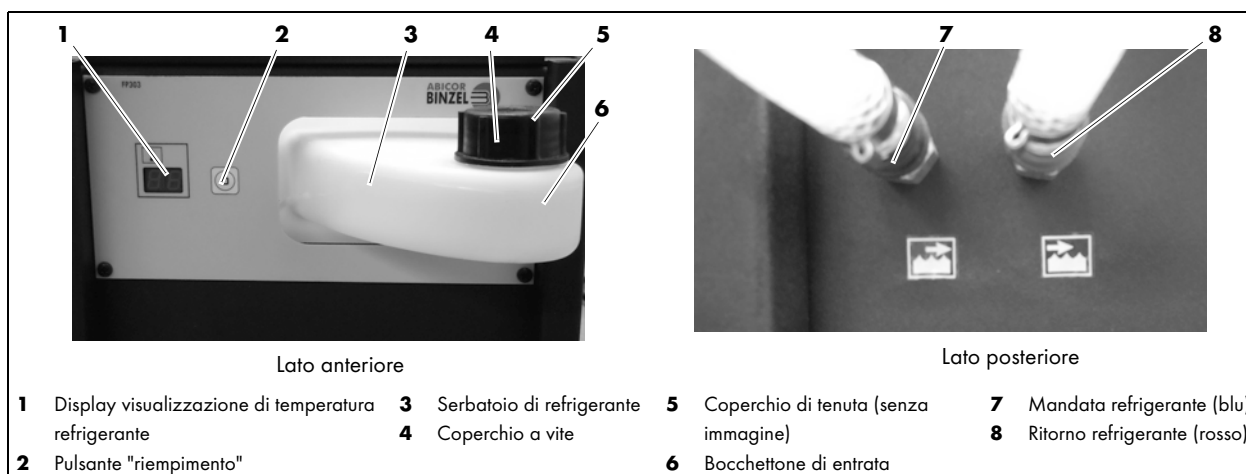 1 2 3 4 5 6 7 8
FP303
ABICOR
BINZEL
Lato anteriore
Lato posteriore
1 Display visualizzazione di temperatura refrigerante
2 Pulsante "riempimento"
3 Serbatoio di refrigerante
4 Coperchio a vite
5 Coperchio di tenuta (senza immagine)
6 Bocchettone di entrata
7 Mandata refrigerante (blu)
8 Ritorno refrigerante (rosso)